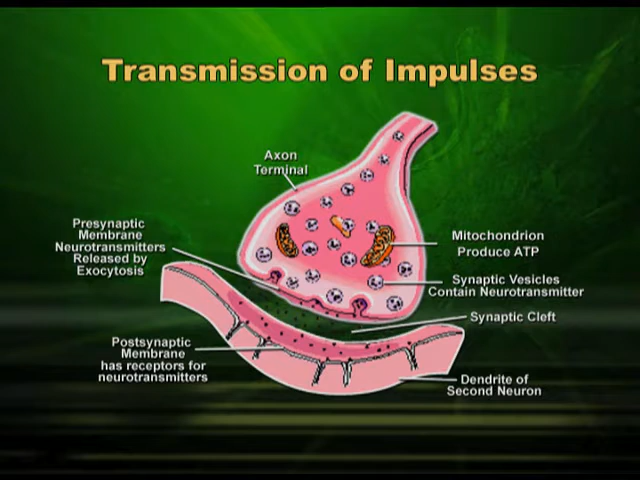 Transmission of Impulses
Axon
Terminal
Presynaptic
Membrane
Neurotransmitters
Released by
Exocytosis
Mitochondrion
Produce ATP
Synaptic Vesicles
Contain Neurotransmitter
Synaptic Cleft
Postsynaptic
Membrane
has receptors for
neurotransmitters
Dendrite of
Second Neuron